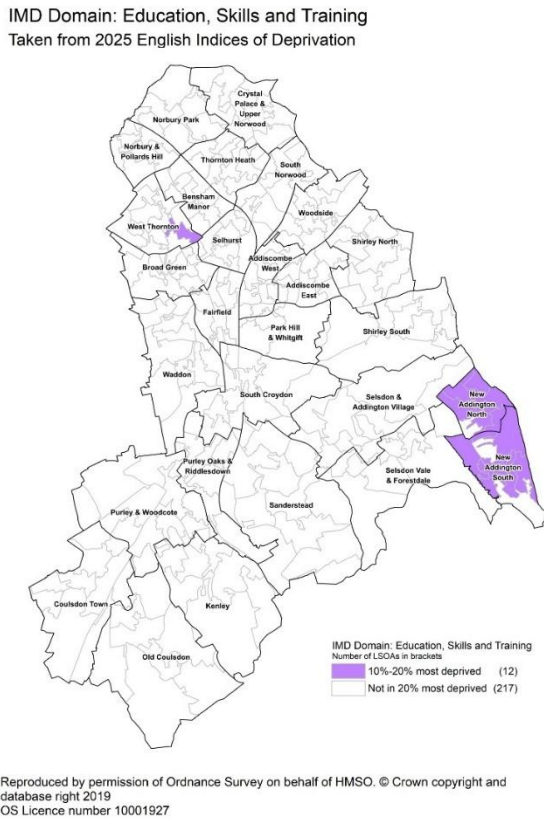 IMD Domain: Education, Skills and Training
Taken from 2025 English Indices of Deprivation
Crystal
Palace &
Upper
Norwood
Norbury Park
Norbury &
Pollards Hill
Thornton Heath
South
Norwood
Bensham
Manor
Woodside
West Thornton
Selhurst
Shirley North
Broad Green
Addiscombe
West
Addiscombe
East
Fairfield
Park Hill
& Whitgift
Shirley South
Waddon
South Croydon
Selsdon &
Addington Village
New
Addington
North
New
Addington
South
Purley Oaks &
Riddlesdown
Selsdon Vale
& Forestdale
Sanderstead
Purley & Woodcote
Coulsdon Town
Kenley
Old Coulsdon
IMD Domain: Education, Skills and Training
Number of LSOAs in brackets
10%-20% most deprived (12)
Not in 20% most deprived (217)
Reproduced by permission of Ordnance Survey on behalf of HMSO. © Crown copyright and
database right 2019
OS Licence number 10001927